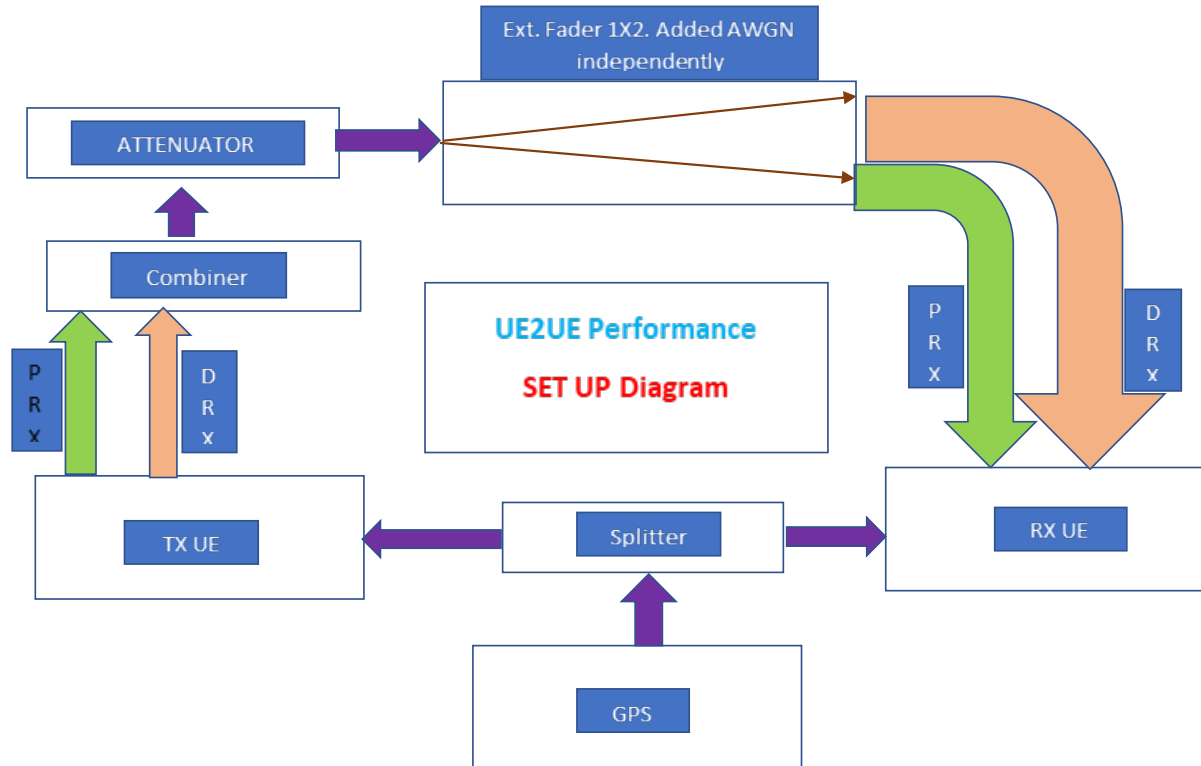 Ext. Fader 1X2. Added AWGN
independently
ATTENUATOR
Combiner
UE2UE Performance
SET UP Diagram
P
R
X
D
R
X
P
R
X
D
R
X
TX UE
Splitter
RX UE
GPS